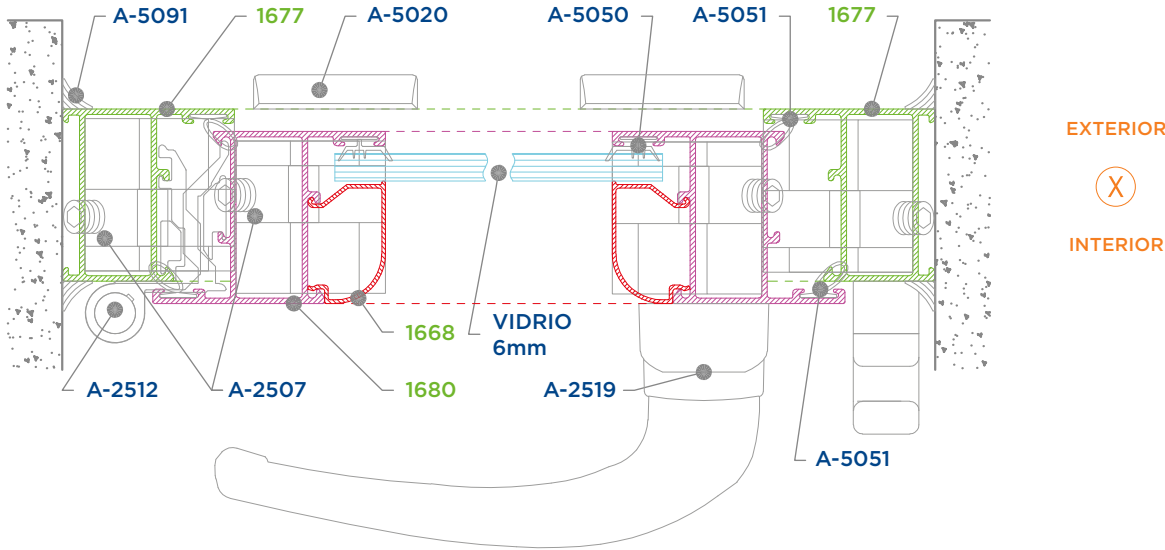 A-5091
1677
A-5020
A-5050
A-5051
1677
EXTERIOR
X
INTERIOR
1668
VIDRIO
6mm
A-2512
A-2507
1680
A-2519
A-5051